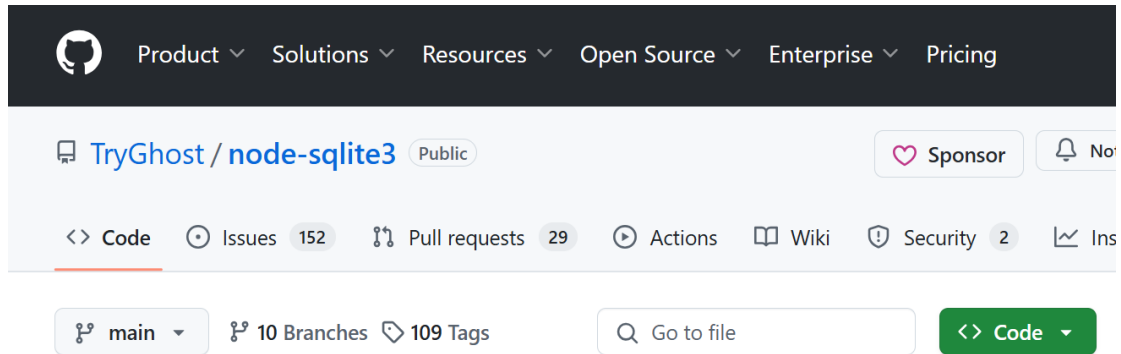 Product Solutions Resources Open Source Enterprise Pricing
TryGhost / node-sqlite3 Public Sponsor
Code Issues 152 Pull requests 29 Actions Wiki Security 2
main 10 Branches 109 Tags Go to file Code